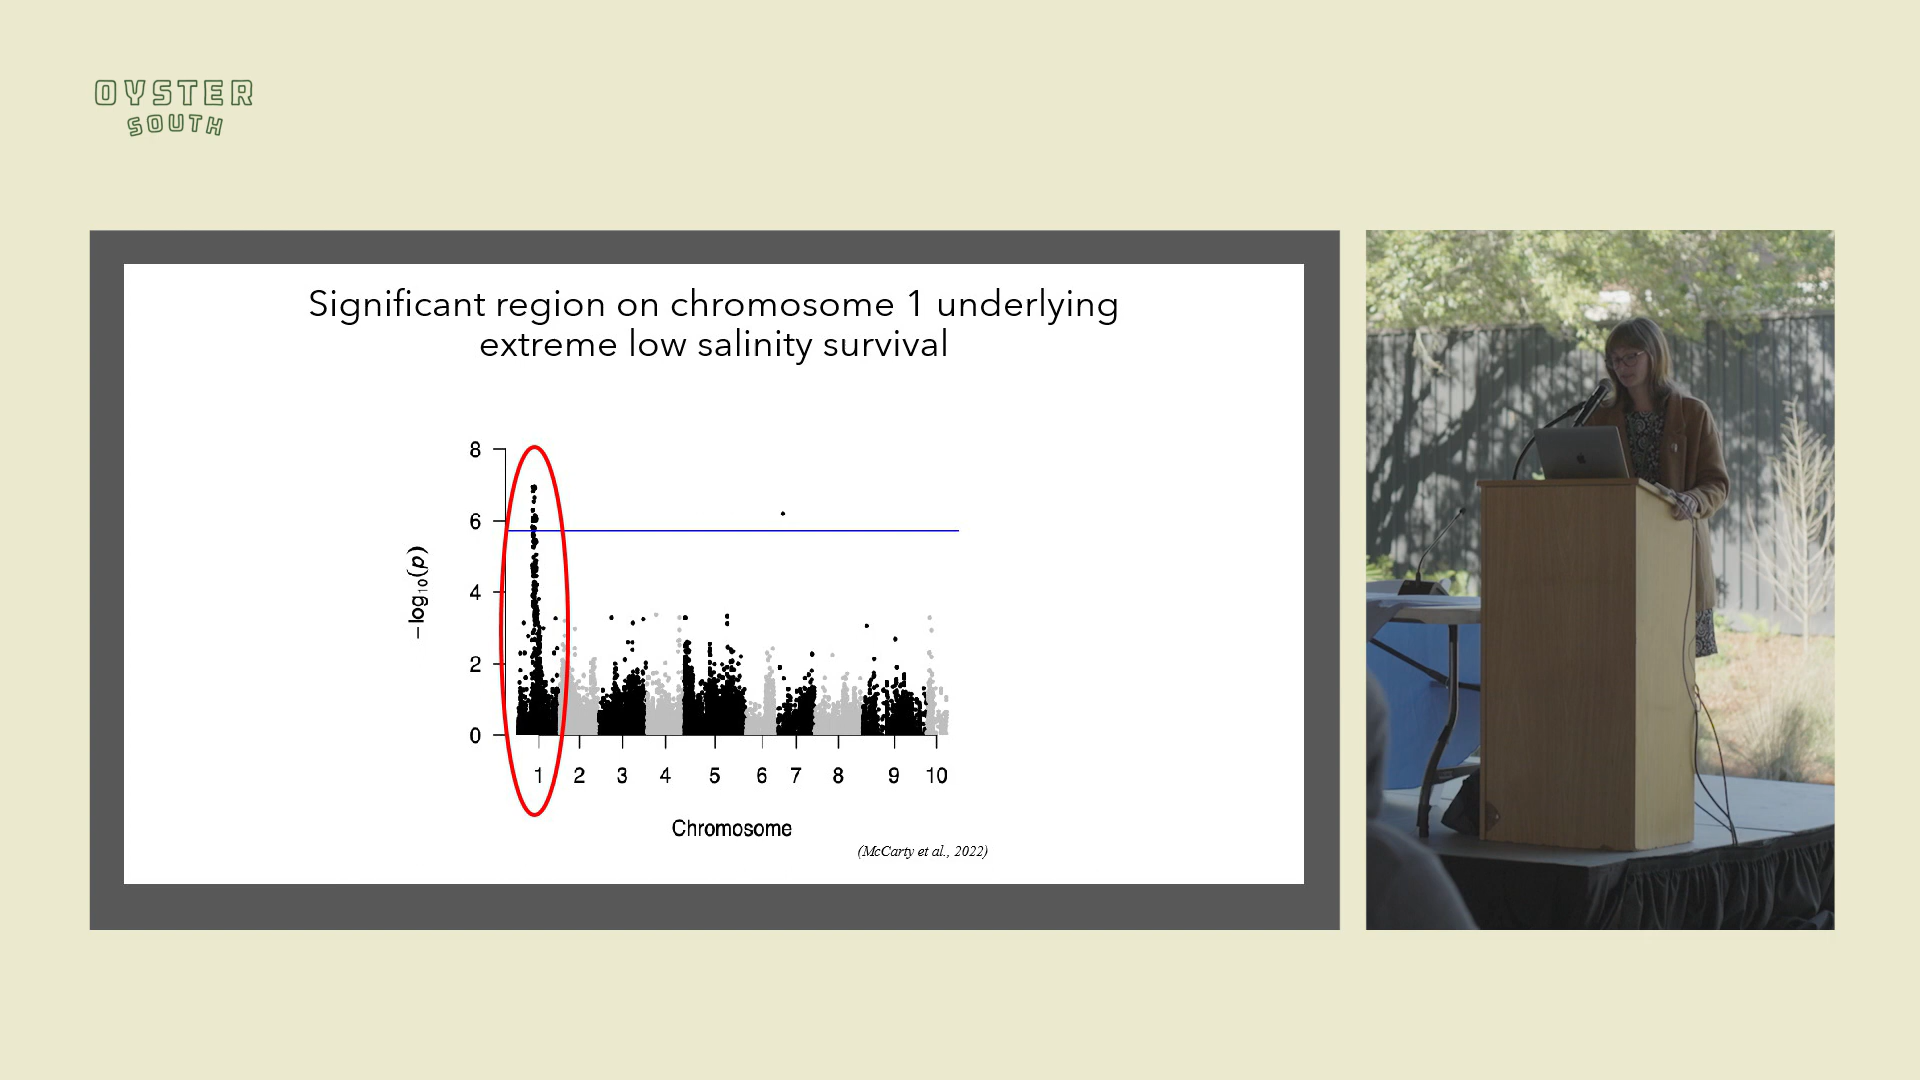 OYSTER
SOUTH
Significant region on chromosome 1 underlying
extreme low salinity survival
8
6
4
2
0
−log10(p)
1 2 3 4 5 6 7 8 9 10
Chromosome
(McCarty et al., 2022)